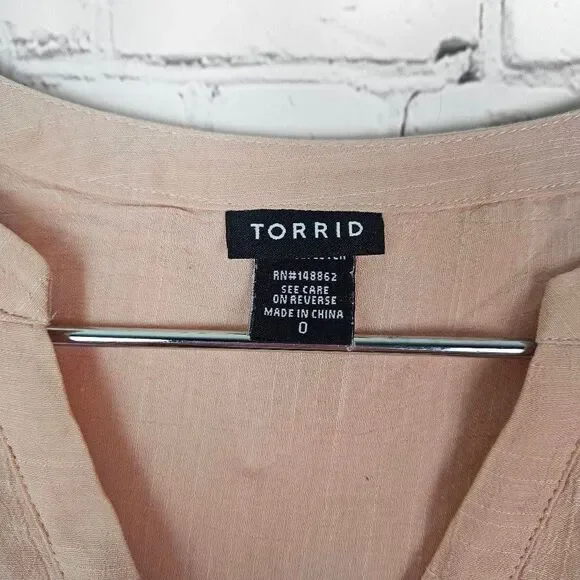 TORRID
RN#148862
SEE CARE
ON REVERSE
MADE IN CHINA
0